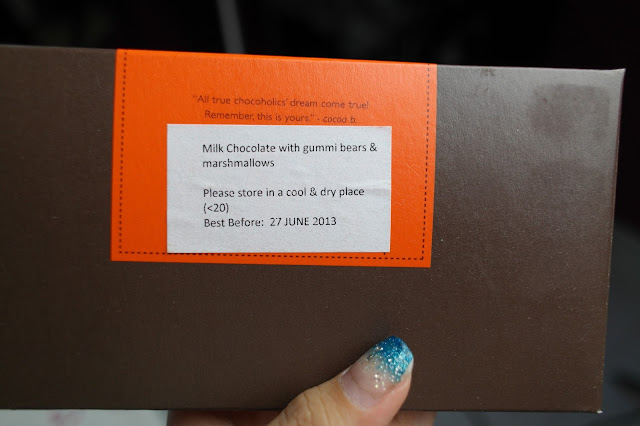 "All true chocoholics' dream come true!
Remember, this is yours." - cocoa b.
Milk Chocolate with gummi bears &
marshmallows
Please store in a cool & dry place
(<20)
Best Before: 27 JUNE 2013